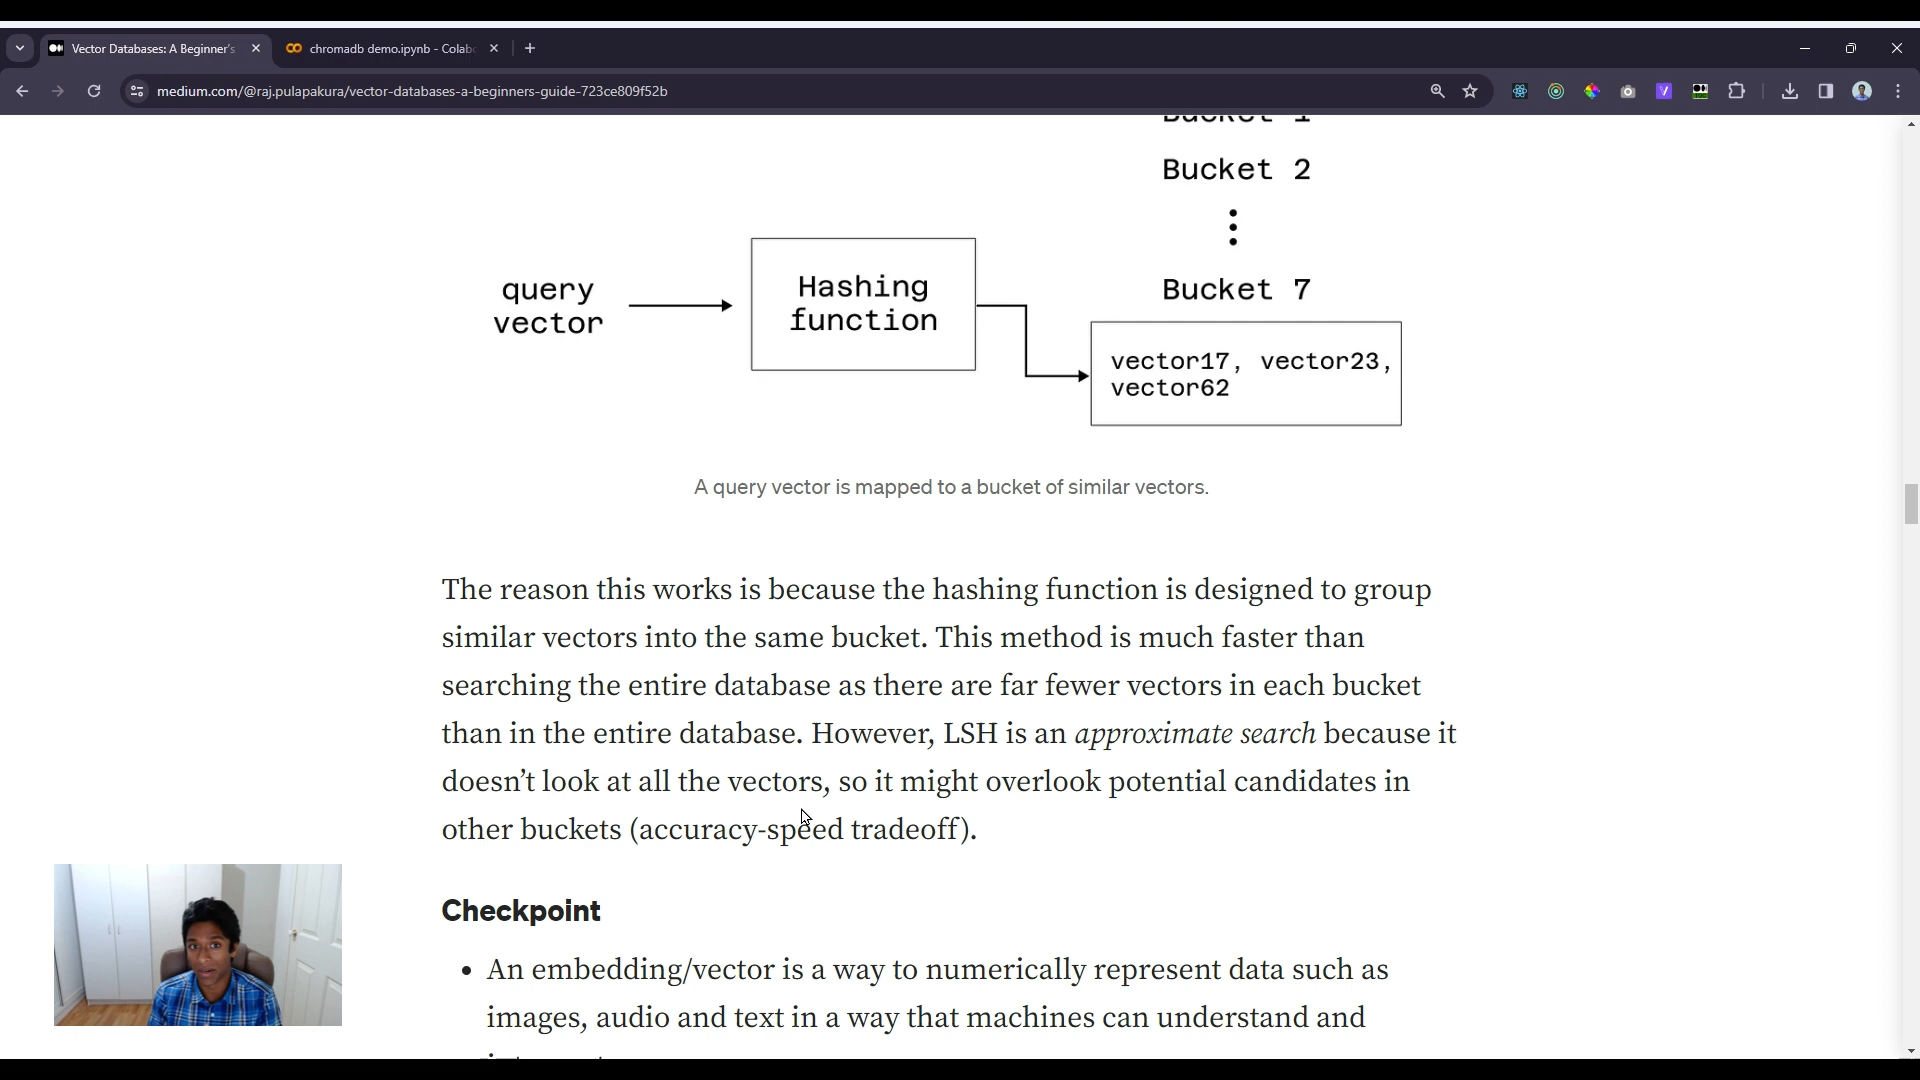 Vector Databases: A Beginner's
chromadb demo.ipynb - Colab
medium.com/@raj.pulapakura/vector-databases-a-beginners-guide-723ce809f52b
Bucket 1
Bucket 2
Bucket 7
query
vector
Hashing
function
vector17, vector23,
vector62
A query vector is mapped to a bucket of similar vectors.
The reason this works is because the hashing function is designed to group
similar vectors into the same bucket. This method is much faster than
searching the entire database as there are far fewer vectors in each bucket
than in the entire database. However, LSH is an approximate search because it
doesn’t look at all the vectors, so it might overlook potential candidates in
other buckets (accuracy-speed tradeoff).
Checkpoint
• An embedding/vector is a way to numerically represent data such as
images, audio and text in a way that machines can understand and